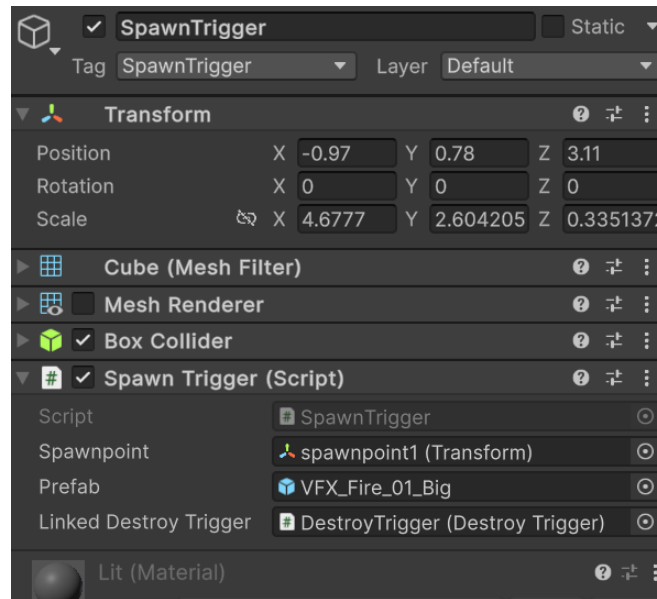 SpawnTrigger Static
Tag SpawnTrigger Layer Default
Transform
Position X -0.97 Y 0.78 Z 3.11
Rotation X 0 Y 0 Z 0
Scale X 4.6777 Y 2.604205 Z 0.335137
Cube (Mesh Filter)
Mesh Renderer
Box Collider
# Spawn Trigger (Script)
Script # SpawnTrigger
Spawnpoint spawnpoint1 (Transform)
Prefab VFX_Fire_01_Big
Linked Destroy Trigger # DestroyTrigger (Destroy Trigger)
Lit (Material)